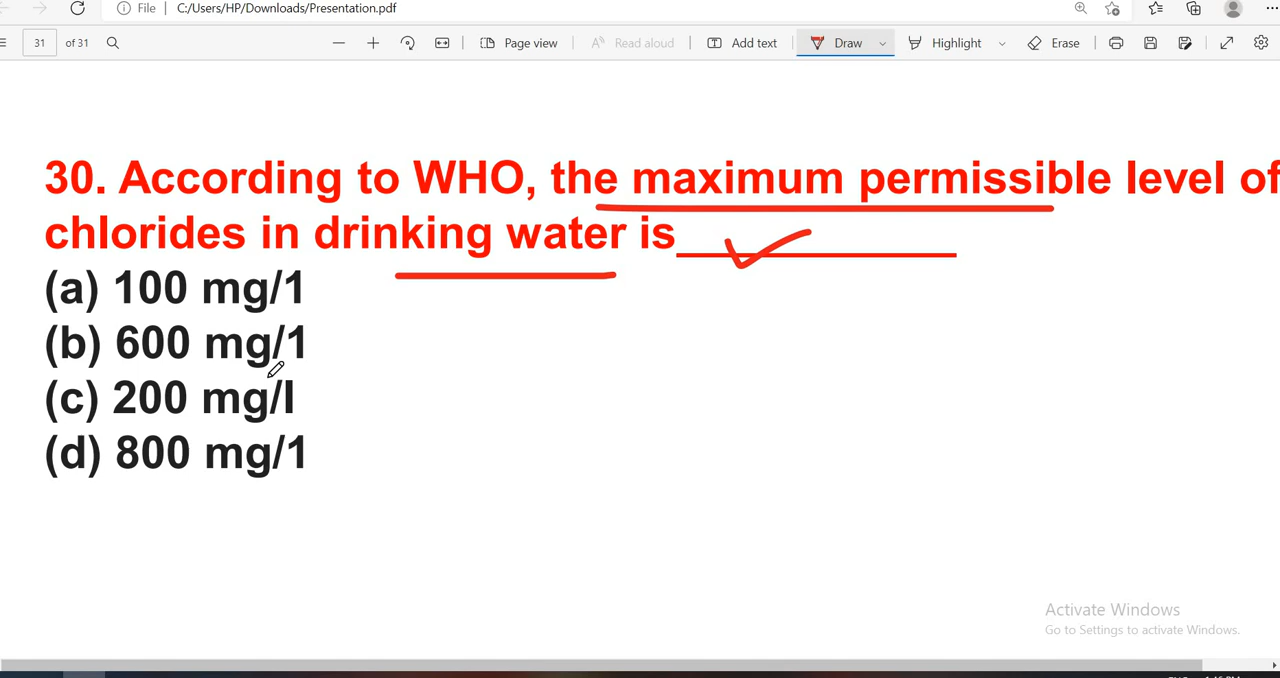 File C:/Users/HP/Downloads/Presentation.pdf
31 of 31 Page view Read aloud Add text Draw Highlight Erase
30. According to WHO, the maximum permissible level of
chlorides in drinking water is
(a) 100 mg/1
(b) 600 mg/1
(c) 200 mg/l
(d) 800 mg/1
Activate Windows
Go to Settings to activate Windows.